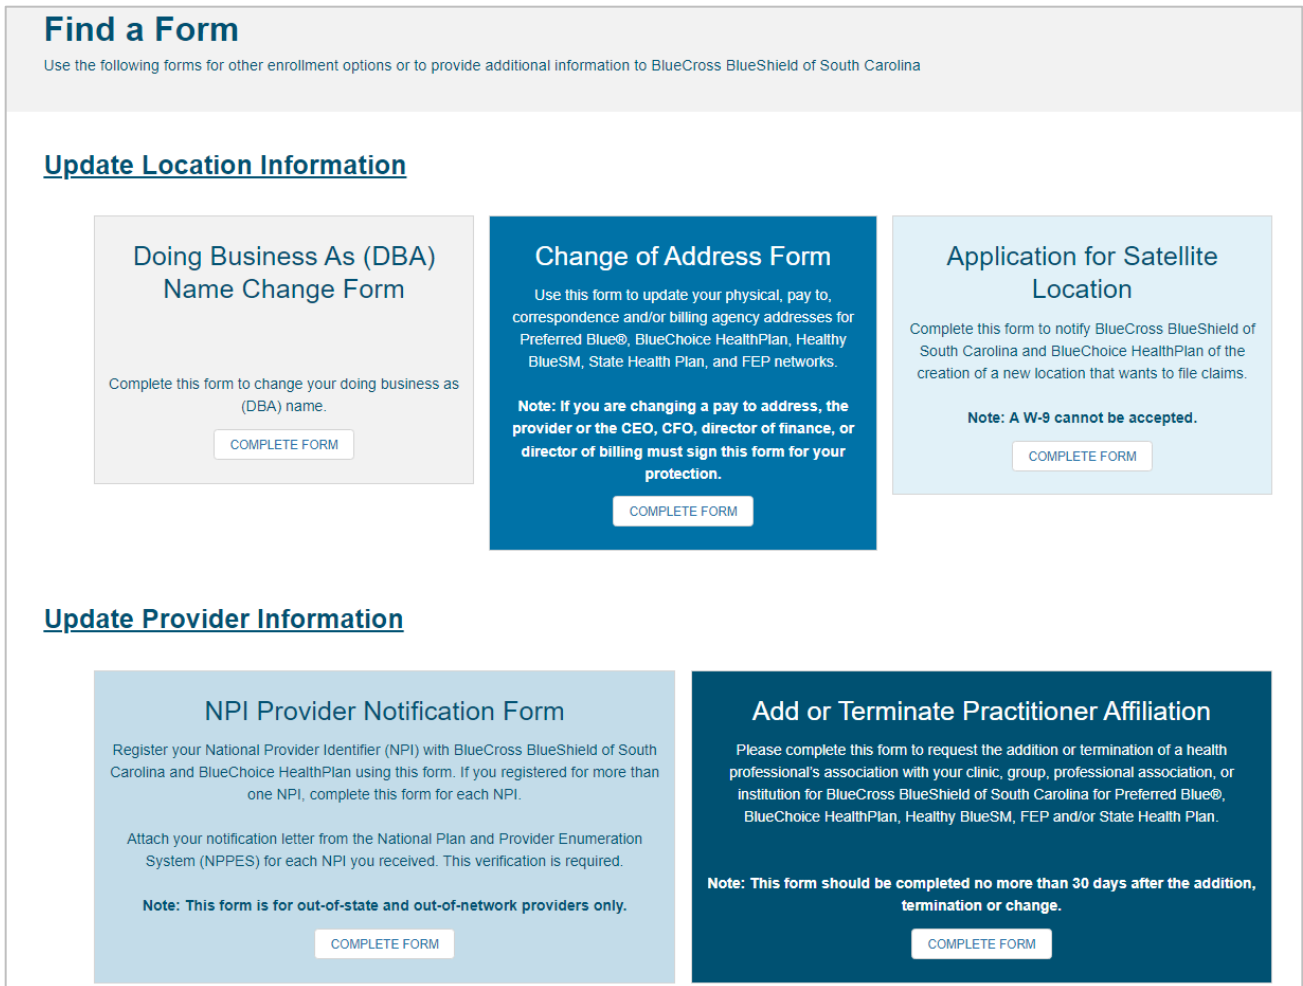 Find a Form
Use the following forms for other enrollment options or to provide additional information to BlueCross BlueShield of South Carolina
Update Location Information
Doing Business As (DBA)
Name Change Form
Complete this form to change your doing business as
(DBA) name.
COMPLETE FORM
Change of Address Form
Use this form to update your physical, pay to,
correspondence and/or billing agency addresses for
Preferred Blue®, BlueChoice HealthPlan, Healthy
BlueSM, State Health Plan, and FEP networks.
Note: If you are changing a pay to address, the
provider or the CEO, CFO, director of finance, or
director of billing must sign this form for your
protection.
COMPLETE FORM
Application for Satellite
Location
Complete this form to notify BlueCross BlueShield of
South Carolina and BlueChoice HealthPlan of the
creation of a new location that wants to file claims.
Note: A W-9 cannot be accepted.
COMPLETE FORM
Update Provider Information
NPI Provider Notification Form
Register your National Provider Identifier (NPI) with BlueCross BlueShield of South
Carolina and BlueChoice HealthPlan using this form. If you registered for more than
one NPI, complete this form for each NPI.
Attach your notification letter from the National Plan and Provider Enumeration
System (NPPES) for each NPI you received. This verification is required.
Note: This form is for out-of-state and out-of-network providers only.
COMPLETE FORM
Add or Terminate Practitioner Affiliation
Please complete this form to request the addition or termination of a health
professional's association with your clinic, group, professional association, or
institution for BlueCross BlueShield of South Carolina for Preferred Blue®,
BlueChoice HealthPlan, Healthy BlueSM, FEP and/or State Health Plan.
Note: This form should be completed no more than 30 days after the addition,
termination or change.
COMPLETE FORM